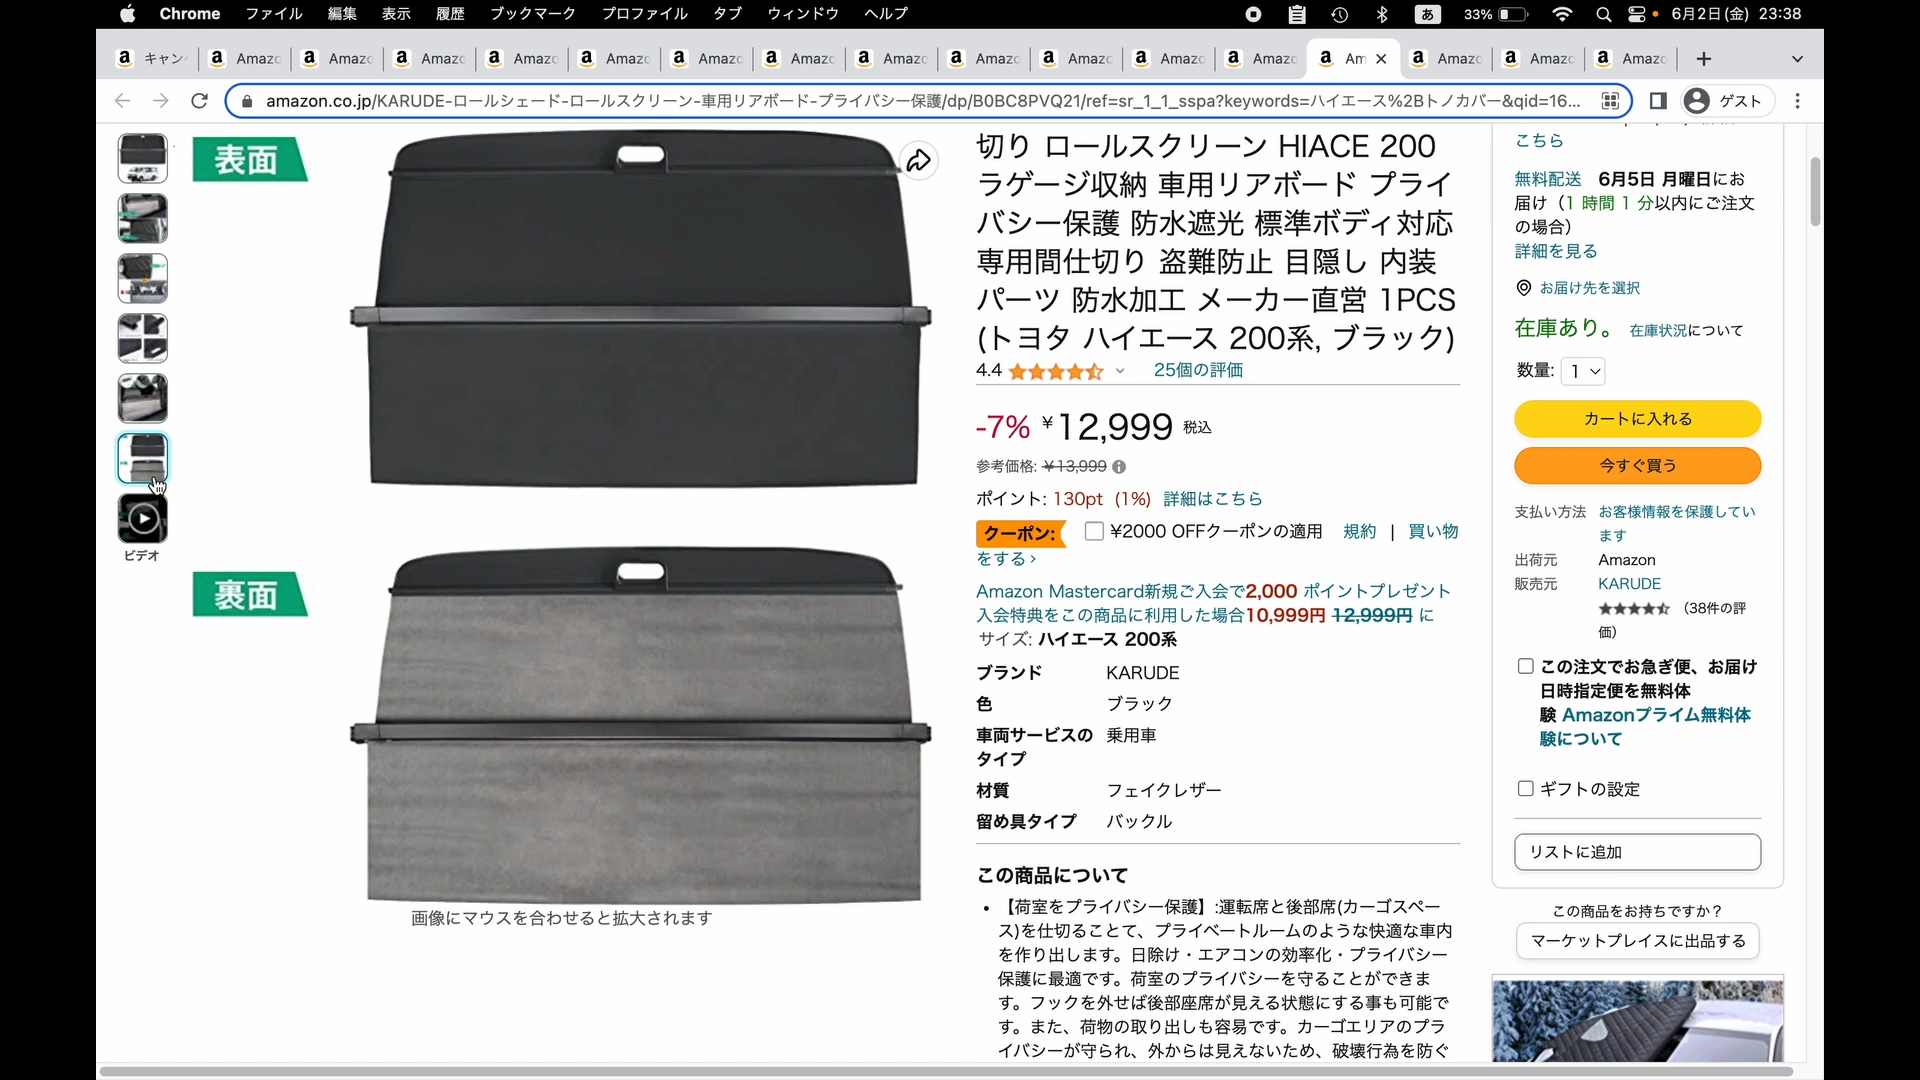 Chrome ファイル 編集 表示 履歴 ブックマーク プロファイル タブ ウィンドウ ヘルプ
あ 33% 6月2日(金) 23:38
キャン Amazo Amazo Amazo Amazo Amazo Amazo Amazo Amazo Amazo Amazo Amazo Amazo Am Amazo Amazo Amazo
amazon.co.jp/KARUDE-ロールシェード-ロールスクリーン-車用リアボード-プライバシー保護/dp/B0BC8PVQ21/ref=sr_1_1_sspa?keywords=ハイエース%2Bトノカバー&qid=16...
ゲスト
表面
裏面
ビデオ
画像にマウスを合わせると拡大されます
切り ロールスクリーン HIACE 200
ラゲージ収納 車用リアボード プライ
バシー保護 防水遮光 標準ボディ対応
専用間仕切り 盗難防止 目隠し 内装
パーツ 防水加工 メーカー直営 1PCS
(トヨタ ハイエース 200系, ブラック)
4.4 25個の評価
-7% ¥12,999 税込
参考価格: ¥13,999
ポイント: 130pt (1%) 詳細はこちら
クーポン: ¥2000 OFFクーポンの適用 規約 | 買い物
をする ›
Amazon Mastercard新規ご入会で2,000 ポイントプレゼント
入会特典をこの商品に利用した場合10,999円 12,999円 に
サイズ: ハイエース 200系
ブランド KARUDE
色 ブラック
車両サービスの 乗用車
タイプ
材質 フェイクレザー
留め具タイプ バックル
この商品について
• 【荷室をプライバシー保護】:運転席と後部席(カーゴスペー
ス)を仕切ることて、プライベートルームのような快適な車内
を作り出します。日除け・エアコンの効率化・プライバシー
保護に最適です。荷室のプライバシーを守ることができま
す。フックを外せば後部座席が見える状態にする事も可能で
す。また、荷物の取り出しも容易です。カーゴエリアのプラ
イバシーが守られ、外からは見えないため、破壊行為を防ぐ
こちら
無料配送 6月5日 月曜日にお
届け（1 時間 1 分以内にご注文
の場合）
詳細を見る
お届け先を選択
在庫あり。 在庫状況について
数量: 1
カートに入れる
今すぐ買う
支払い方法 お客様情報を保護してい
ます
出荷元 Amazon
販売元 KARUDE
（38件の評
価）
この注文でお急ぎ便、お届け
日時指定便を無料体
験 Amazonプライム無料体
験について
ギフトの設定
リストに追加
この商品をお持ちですか？
マーケットプレイスに出品する